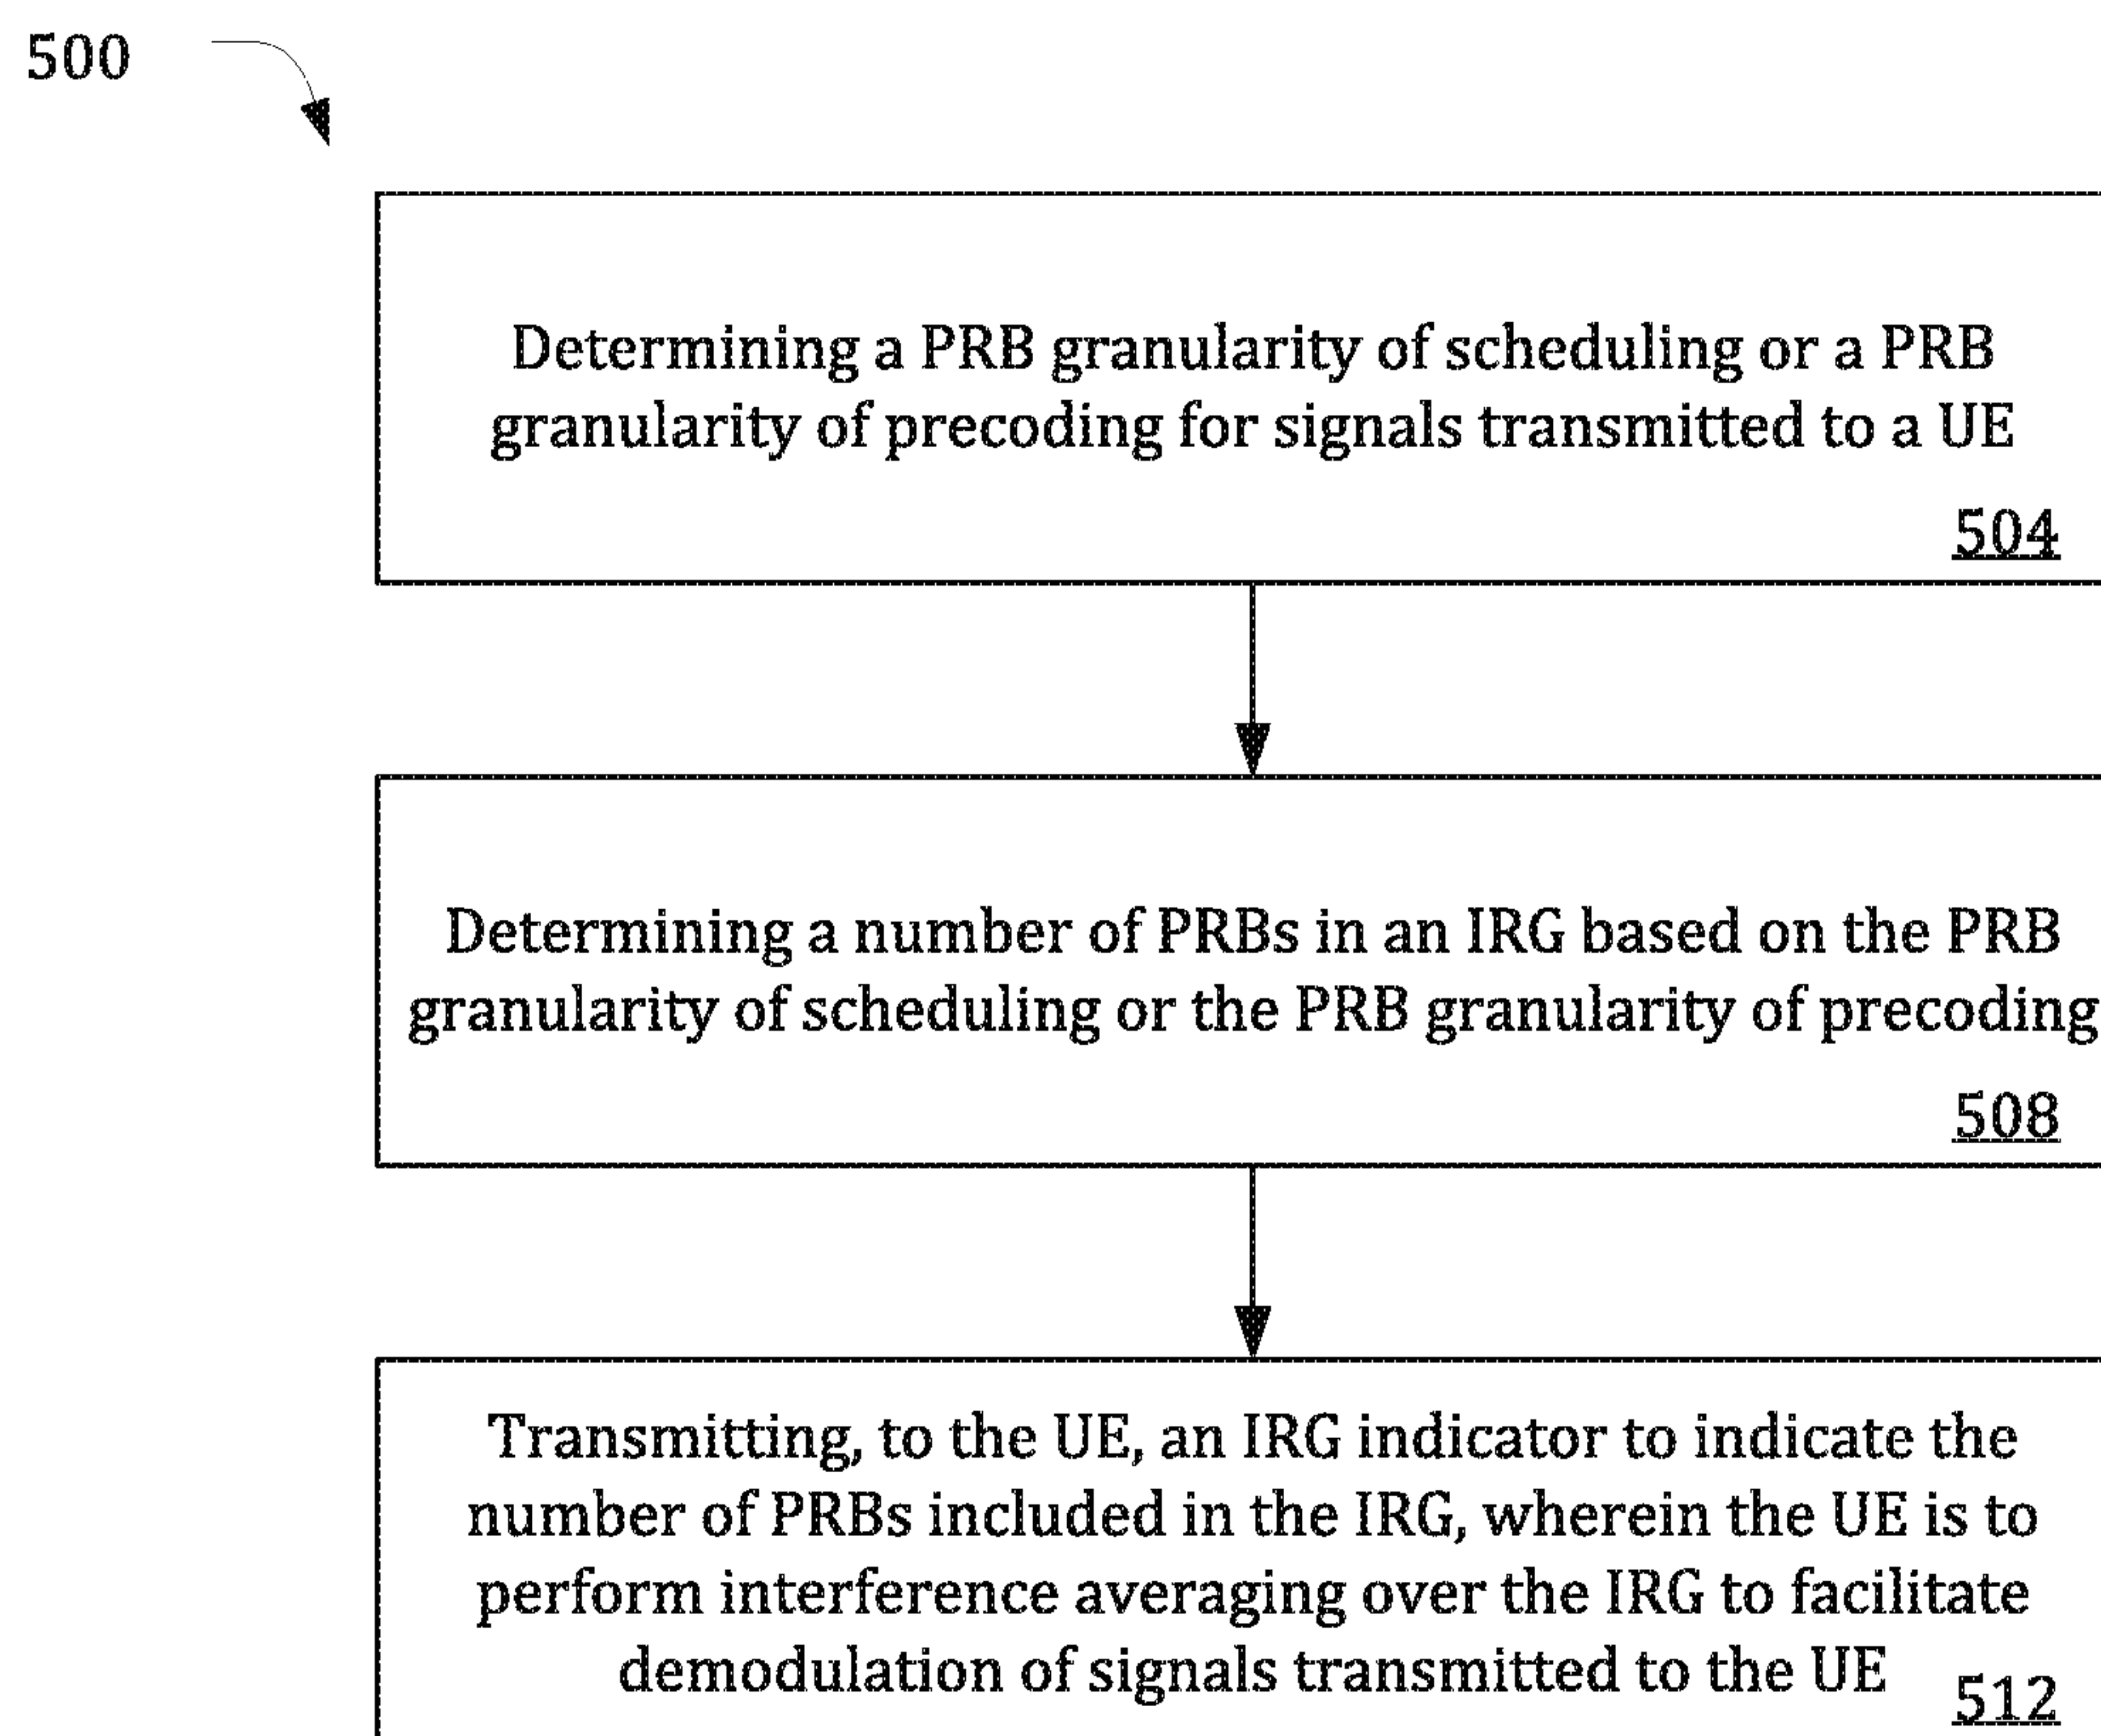 500
Determining a PRB granularity of scheduling or a PRB
granularity of precoding for signals transmitted to a UE
504
Determining a number of PRBs in an IRG based on the PRB
granularity of scheduling or the PRB granularity of precoding
508
Transmitting, to the UE, an IRG indicator to indicate the
number of PRBs included in the IRG, wherein the UE is to
perform interference averaging over the IRG to facilitate
demodulation of signals transmitted to the UE
512